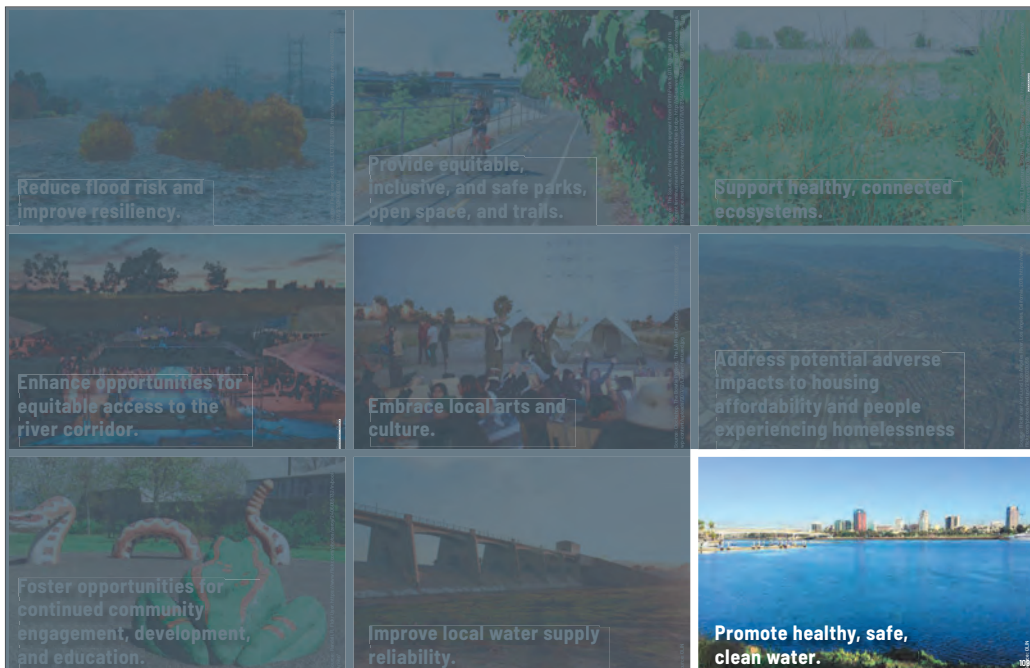 Reduce flood risk and
improve resiliency.
Provide equitable,
inclusive, and safe parks,
open space, and trails.
Support healthy, connected
ecosystems.
Enhance opportunities for
equitable access to the
river corridor.
Embrace local arts and
culture.
Address potential adverse
impacts to housing
affordability and people
experiencing homelessness
Foster opportunities for
continued community
engagement, development,
and education.
Improve local water supply
reliability.
Promote healthy, safe,
clean water.